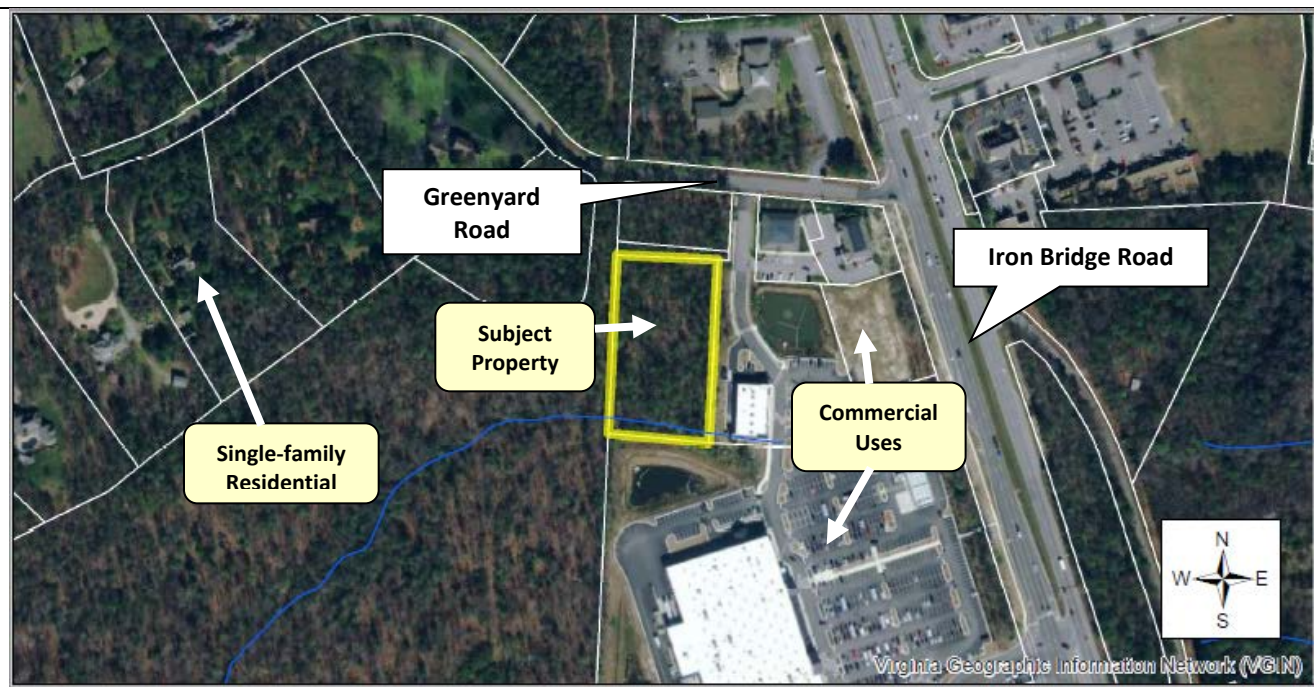 Greenyard
Road
Iron Bridge Road
Subject
Property
Commercial
Uses
Single-family
Residential
N
W E
S
Virginia Geographic Information Network (VGIN)